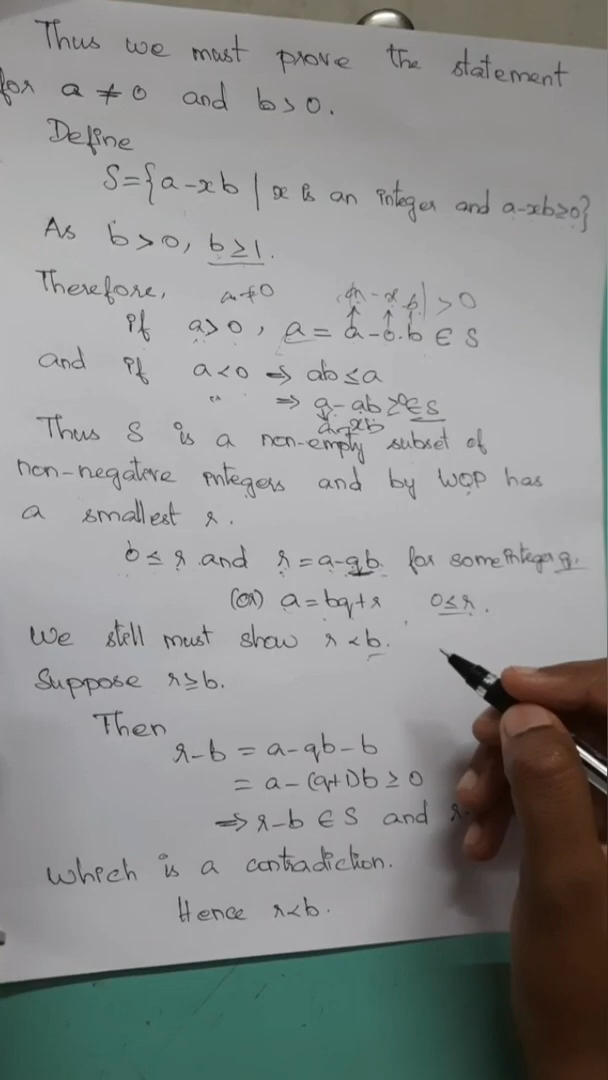 Thus we must prove the statement
for a ≠ 0 and b>0.
Define
S={a-xb | x is an integer and a-xb≥0}
As b>0, b≥1.
Therefore, a≠0 a - x b >0
if a>0, a = a-0.b ∈ S
and if a<0 ⇒ ab≤a
⇒ a-ab≥0∈S
a-xb
Thus S is a non-empty subset of
non-negative integers and by WOP has
a smallest r.
0≤r and r=a-qb for some integer q.
(or) a=bq+r 0≤r.
We still must show r<b.
Suppose r≥b.
Then
r-b = a-qb-b
= a-(q+1)b≥0
⇒ r-b ∈ S and r-
which is a contradiction.
Hence r<b.